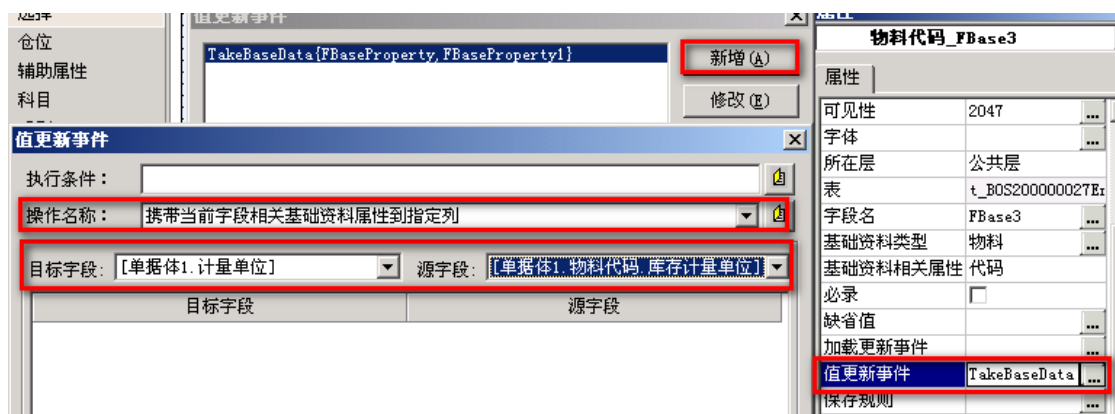 选择
仓位
辅助属性
科目
值更新事件
TakeBaseData{FBaseProperty,FBaseProperty1}
新增(A)
修改(E)
值更新事件
执行条件：
操作名称： 携带当前字段相关基础资料属性到指定列
目标字段: [单据体1.计量单位] 源字段: [单据体1.物料代码.库存计量单位]
目标字段 源字段
属性
物料代码_FBase3
属性
可见性 2047 ...
字体 ...
所在层 公共层
表 t_BOS200000027Er
字段名 FBase3 ...
基础资料类型 物料 ...
基础资料相关属性 代码
必录
缺省值 ...
加载更新事件 ...
值更新事件 TakeBaseData ...
保存规则 ...